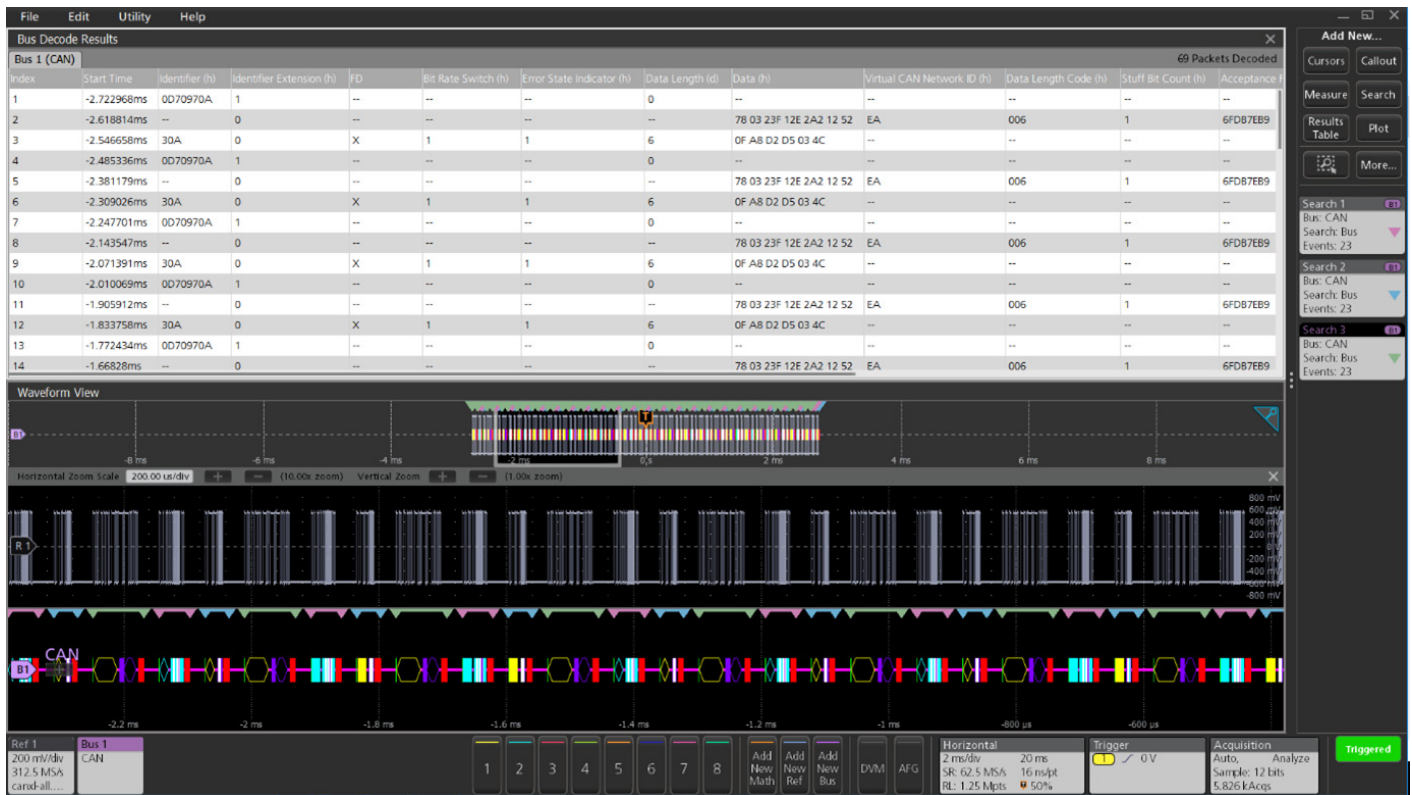 File Edit Utility Help
Bus Decode Results
Bus 1 (CAN) 69 Packets Decoded
Index Start Time Identifier (h) Identifier Extension (h) FD Bit Rate Switch (h) Error State Indicator (h) Data Length (d) Data (h) Virtual CAN Network ID (h) Data Length Code (h) Stuff Bit Count (h) Acceptance F
1 -2.722968ms 0D70970A 1 -- -- -- 0 -- -- -- -- --
2 -2.618814ms -- 0 -- -- -- -- 78 03 23F 12E 2A2 12 52 EA 006 1 6FDB7EB9
3 -2.546658ms 30A 0 X 1 1 6 0F A8 D2 D5 03 4C -- -- -- --
4 -2.485336ms 0D70970A 1 -- -- -- 0 -- -- -- -- --
5 -2.381179ms -- 0 -- -- -- -- 78 03 23F 12E 2A2 12 52 EA 006 1 6FDB7EB9
6 -2.309026ms 30A 0 X 1 1 6 0F A8 D2 D5 03 4C -- -- -- --
7 -2.247701ms 0D70970A 1 -- -- -- 0 -- -- -- -- --
8 -2.143547ms -- 0 -- -- -- -- 78 03 23F 12E 2A2 12 52 EA 006 1 6FDB7EB9
9 -2.071391ms 30A 0 X 1 1 6 0F A8 D2 D5 03 4C -- -- -- --
10 -2.010069ms 0D70970A 1 -- -- -- 0 -- -- -- -- --
11 -1.905912ms -- 0 -- -- -- -- 78 03 23F 12E 2A2 12 52 EA 006 1 6FDB7EB9
12 -1.833758ms 30A 0 X 1 1 6 0F A8 D2 D5 03 4C -- -- -- --
13 -1.772434ms 0D70970A 1 -- -- -- 0 -- -- -- -- --
14 -1.66828ms -- 0 -- -- -- -- 78 03 23F 12E 2A2 12 52 EA 006 1 6FDB7EB9
Add New...
Cursors Callout
Measure Search
Results Table Plot
More...
Search 1 B1
Bus: CAN
Search: Bus
Events: 23
Search 2 B1
Bus: CAN
Search: Bus
Events: 23
Search 3 B1
Bus: CAN
Search: Bus
Events: 23
Waveform View
T
B1
-8 ms -6 ms -4 ms -2 ms 0 s 2 ms 4 ms 6 ms 8 ms
Horizontal Zoom Scale 200.00 us/div + − (10.00x zoom) Vertical Zoom + − (1.00x zoom)
800 mV
600 mV
400 mV
200 mV
R 1 0 V
-200 mV
-400 mV
-600 mV
-800 mV
CAN
B1
-2.2 ms -2 ms -1.8 ms -1.6 ms -1.4 ms -1.2 ms -1 ms -800 µs -600 µs
Ref 1
200 mV/div
312.5 MS/s
canxl-all....
Bus 1
CAN
1 2 3 4 5 6 7 8
Add New Math
Add New Ref
Add New Bus
DVM AFG
Horizontal
2 ms/div 20 ms
SR: 62.5 MS/s 16 ns/pt
RL: 1.25 Mpts 50%
Trigger
1 0 V
Acquisition
Auto, Analyze
Sample: 12 bits
5.826 kAcqs
Triggered